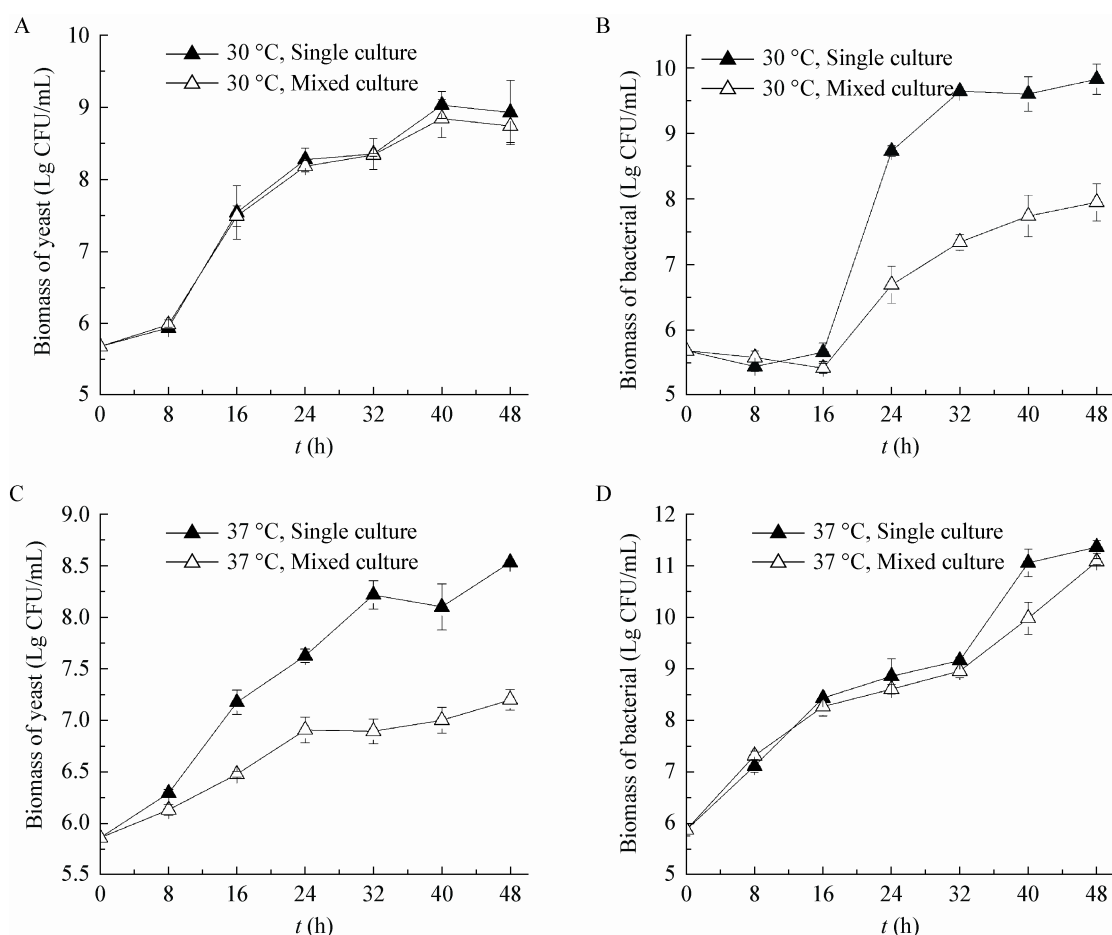 A
30 °C, Single culture
30 °C, Mixed culture
Biomass of yeast (Lg CFU/mL)
10
9
8
7
6
5
0 8 16 24 32 40 48
t (h)
B
30 °C, Single culture
30 °C, Mixed culture
Biomass of bacterial (Lg CFU/mL)
10
9
8
7
6
5
0 8 16 24 32 40 48
t (h)
C
37 °C, Single culture
37 °C, Mixed culture
Biomass of yeast (Lg CFU/mL)
9.0
8.5
8.0
7.5
7.0
6.5
6.0
5.5
0 8 16 24 32 40 48
t (h)
D
37 °C, Single culture
37 °C, Mixed culture
Biomass of bacterial (Lg CFU/mL)
12
11
10
9
8
7
6
5
0 8 16 24 32 40 48
t (h)